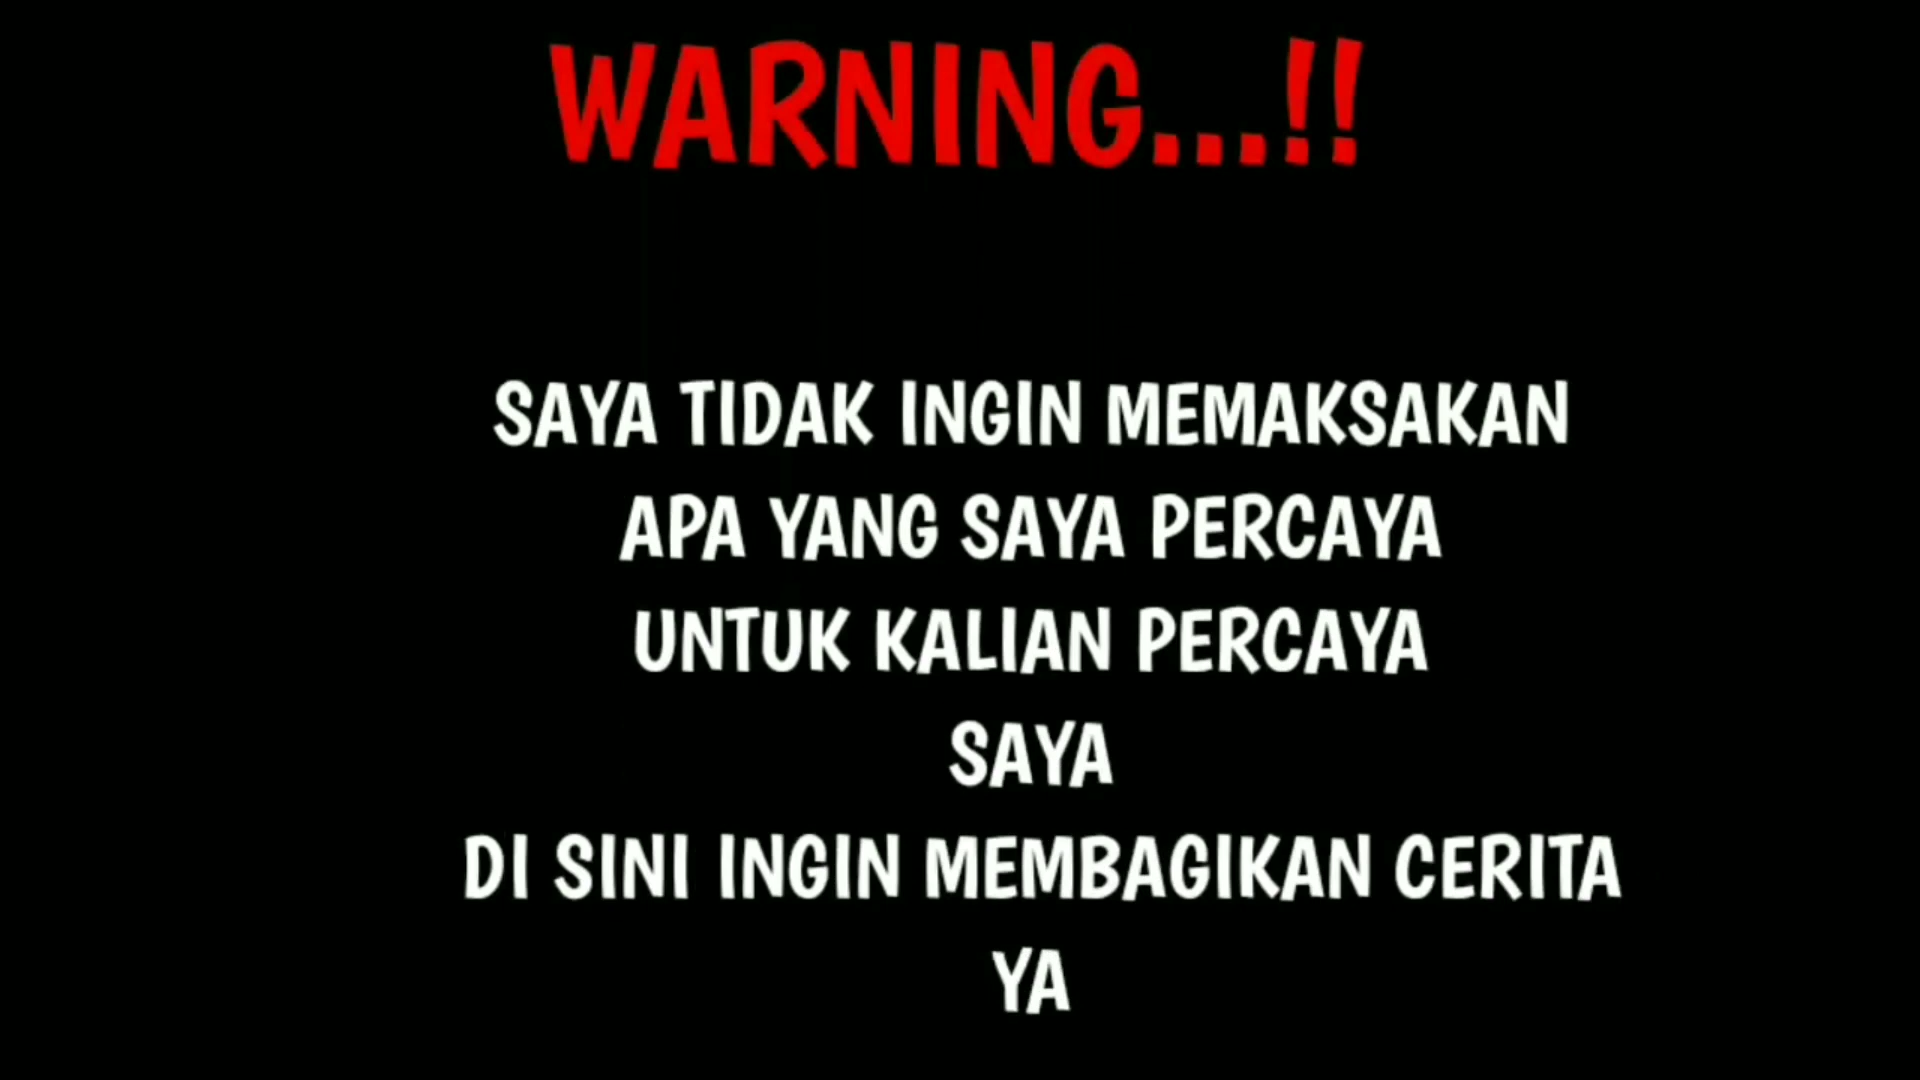 WARNING...!!
SAYA TIDAK INGIN MEMAKSAKAN
APA YANG SAYA PERCAYA
UNTUK KALIAN PERCAYA
SAYA
DI SINI INGIN MEMBAGIKAN CERITA
YA